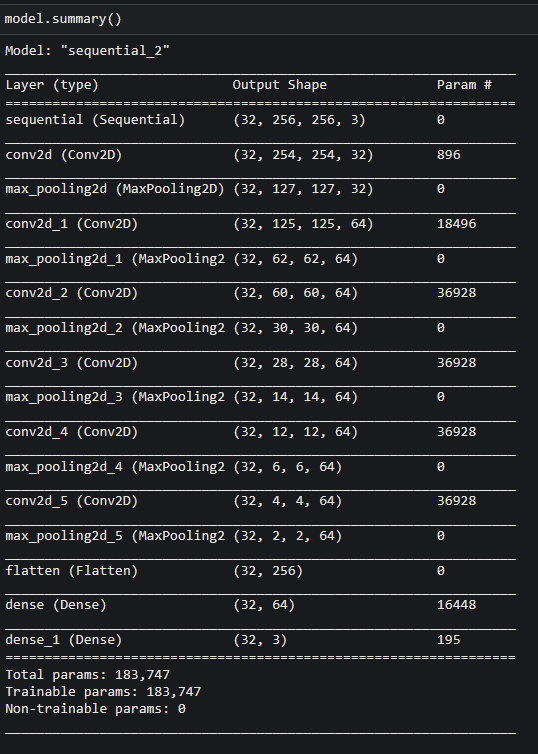 model.summary()
Model: "sequential_2"
Layer (type) Output Shape Param #
=================================================================
sequential (Sequential) (32, 256, 256, 3) 0
conv2d (Conv2D) (32, 254, 254, 32) 896
max_pooling2d (MaxPooling2D) (32, 127, 127, 32) 0
conv2d_1 (Conv2D) (32, 125, 125, 64) 18496
max_pooling2d_1 (MaxPooling2 (32, 62, 62, 64) 0
conv2d_2 (Conv2D) (32, 60, 60, 64) 36928
max_pooling2d_2 (MaxPooling2 (32, 30, 30, 64) 0
conv2d_3 (Conv2D) (32, 28, 28, 64) 36928
max_pooling2d_3 (MaxPooling2 (32, 14, 14, 64) 0
conv2d_4 (Conv2D) (32, 12, 12, 64) 36928
max_pooling2d_4 (MaxPooling2 (32, 6, 6, 64) 0
conv2d_5 (Conv2D) (32, 4, 4, 64) 36928
max_pooling2d_5 (MaxPooling2 (32, 2, 2, 64) 0
flatten (Flatten) (32, 256) 0
dense (Dense) (32, 64) 16448
dense_1 (Dense) (32, 3) 195
=================================================================
Total params: 183,747
Trainable params: 183,747
Non-trainable params: 0